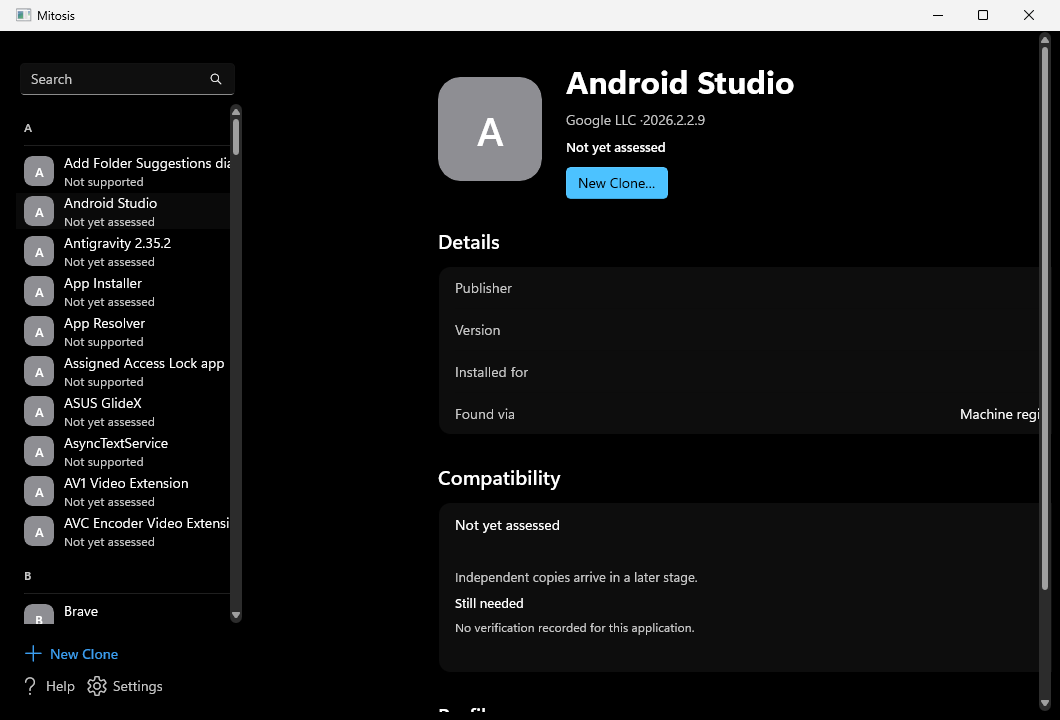 Mitosis
Search
A
A
Add Folder Suggestions dia
Not supported
A
Android Studio
Not yet assessed
A
Antigravity 2.35.2
Not yet assessed
A
App Installer
Not yet assessed
A
App Resolver
Not supported
A
Assigned Access Lock app
Not supported
A
ASUS GlideX
Not yet assessed
A
AsyncTextService
Not supported
A
AV1 Video Extension
Not yet assessed
A
AVC Encoder Video Extensi
Not yet assessed
B
B
Brave
New Clone
Help
Settings
A
Android Studio
Google LLC ·2026.2.2.9
Not yet assessed
New Clone...
Details
Publisher
Version
Installed for
Found via
Machine regi
Compatibility
Not yet assessed
Independent copies arrive in a later stage.
Still needed
No verification recorded for this application.